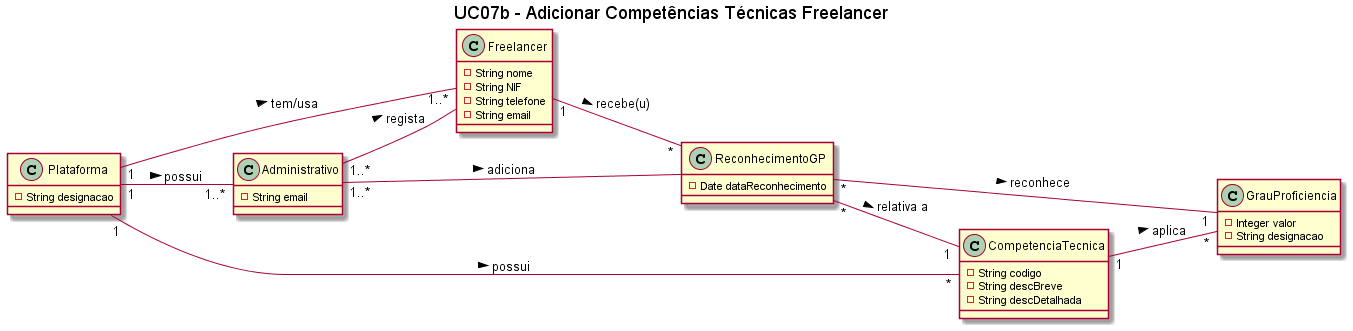 UC07b - Adicionar Competências Técnicas Freelancer
C Freelancer
String nome
String NIF
String telefone
String email
tem/usa
1..*
regista
1
recebe(u)
C Plataforma
String designacao
1
possui
1
1..*
1
C Administrativo
String email
1..*
1..*
adiciona
*
C ReconhecimentoGP
Date dataReconhecimento
*
reconhece
*
relativa a
1
C GrauProficiencia
Integer valor
String designacao
1
*
aplica
1
C CompetenciaTecnica
String codigo
String descBreve
String descDetalhada
possui
*